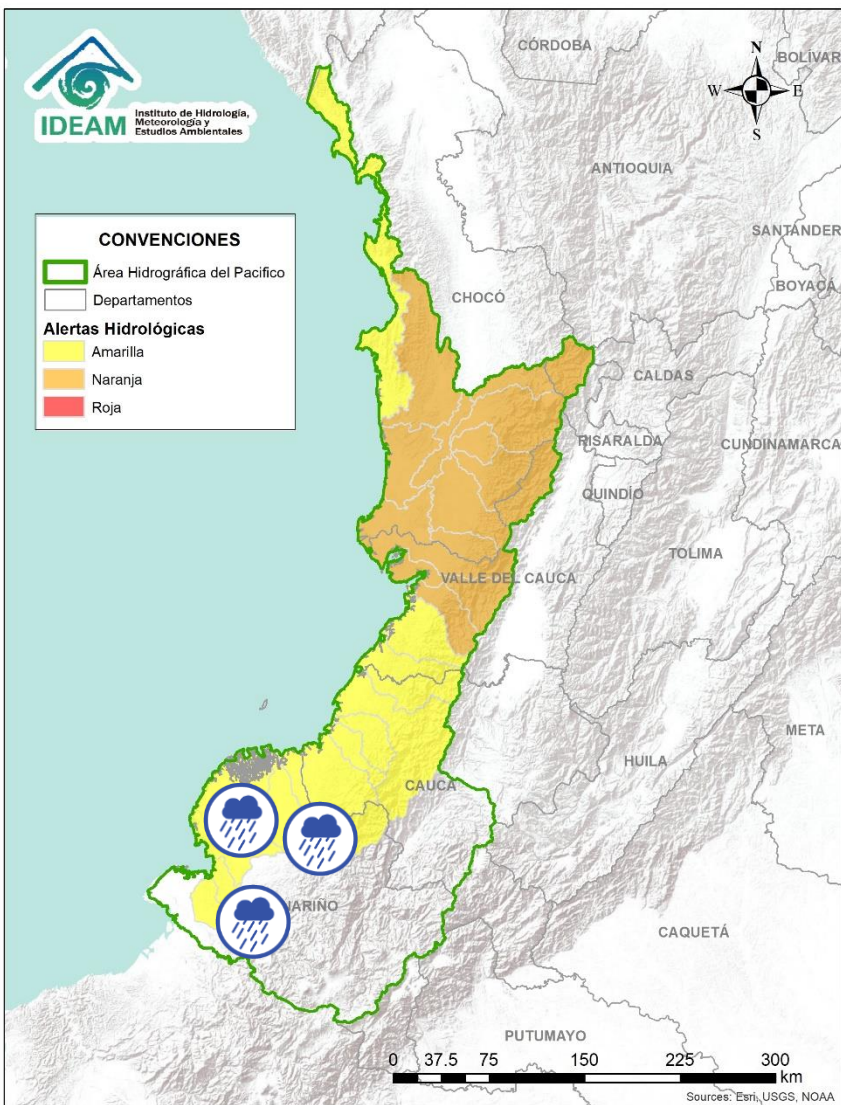 IDEAM
Instituto de Hidrología,
Meteorología y
Estudios Ambientales
N
W
E
S
CÓRDOBA
BOLÍVAR
ANTIOQUIA
SANTANDER
BOYACÁ
CHOCÓ
CALDAS
RISARALDA
CUNDINAMARCA
QUINDÍO
TOLIMA
VALLE DEL CAUCA
META
HUILA
CAUCA
ARIÑO
CAQUETÁ
PUTUMAYO
CONVENCIONES
Área Hidrográfica del Pacifico
Departamentos
Alertas Hidrológicas
Amarilla
Naranja
Roja
0 37.5 75 150 225 300
km
Sources: Esri, USGS, NOAA